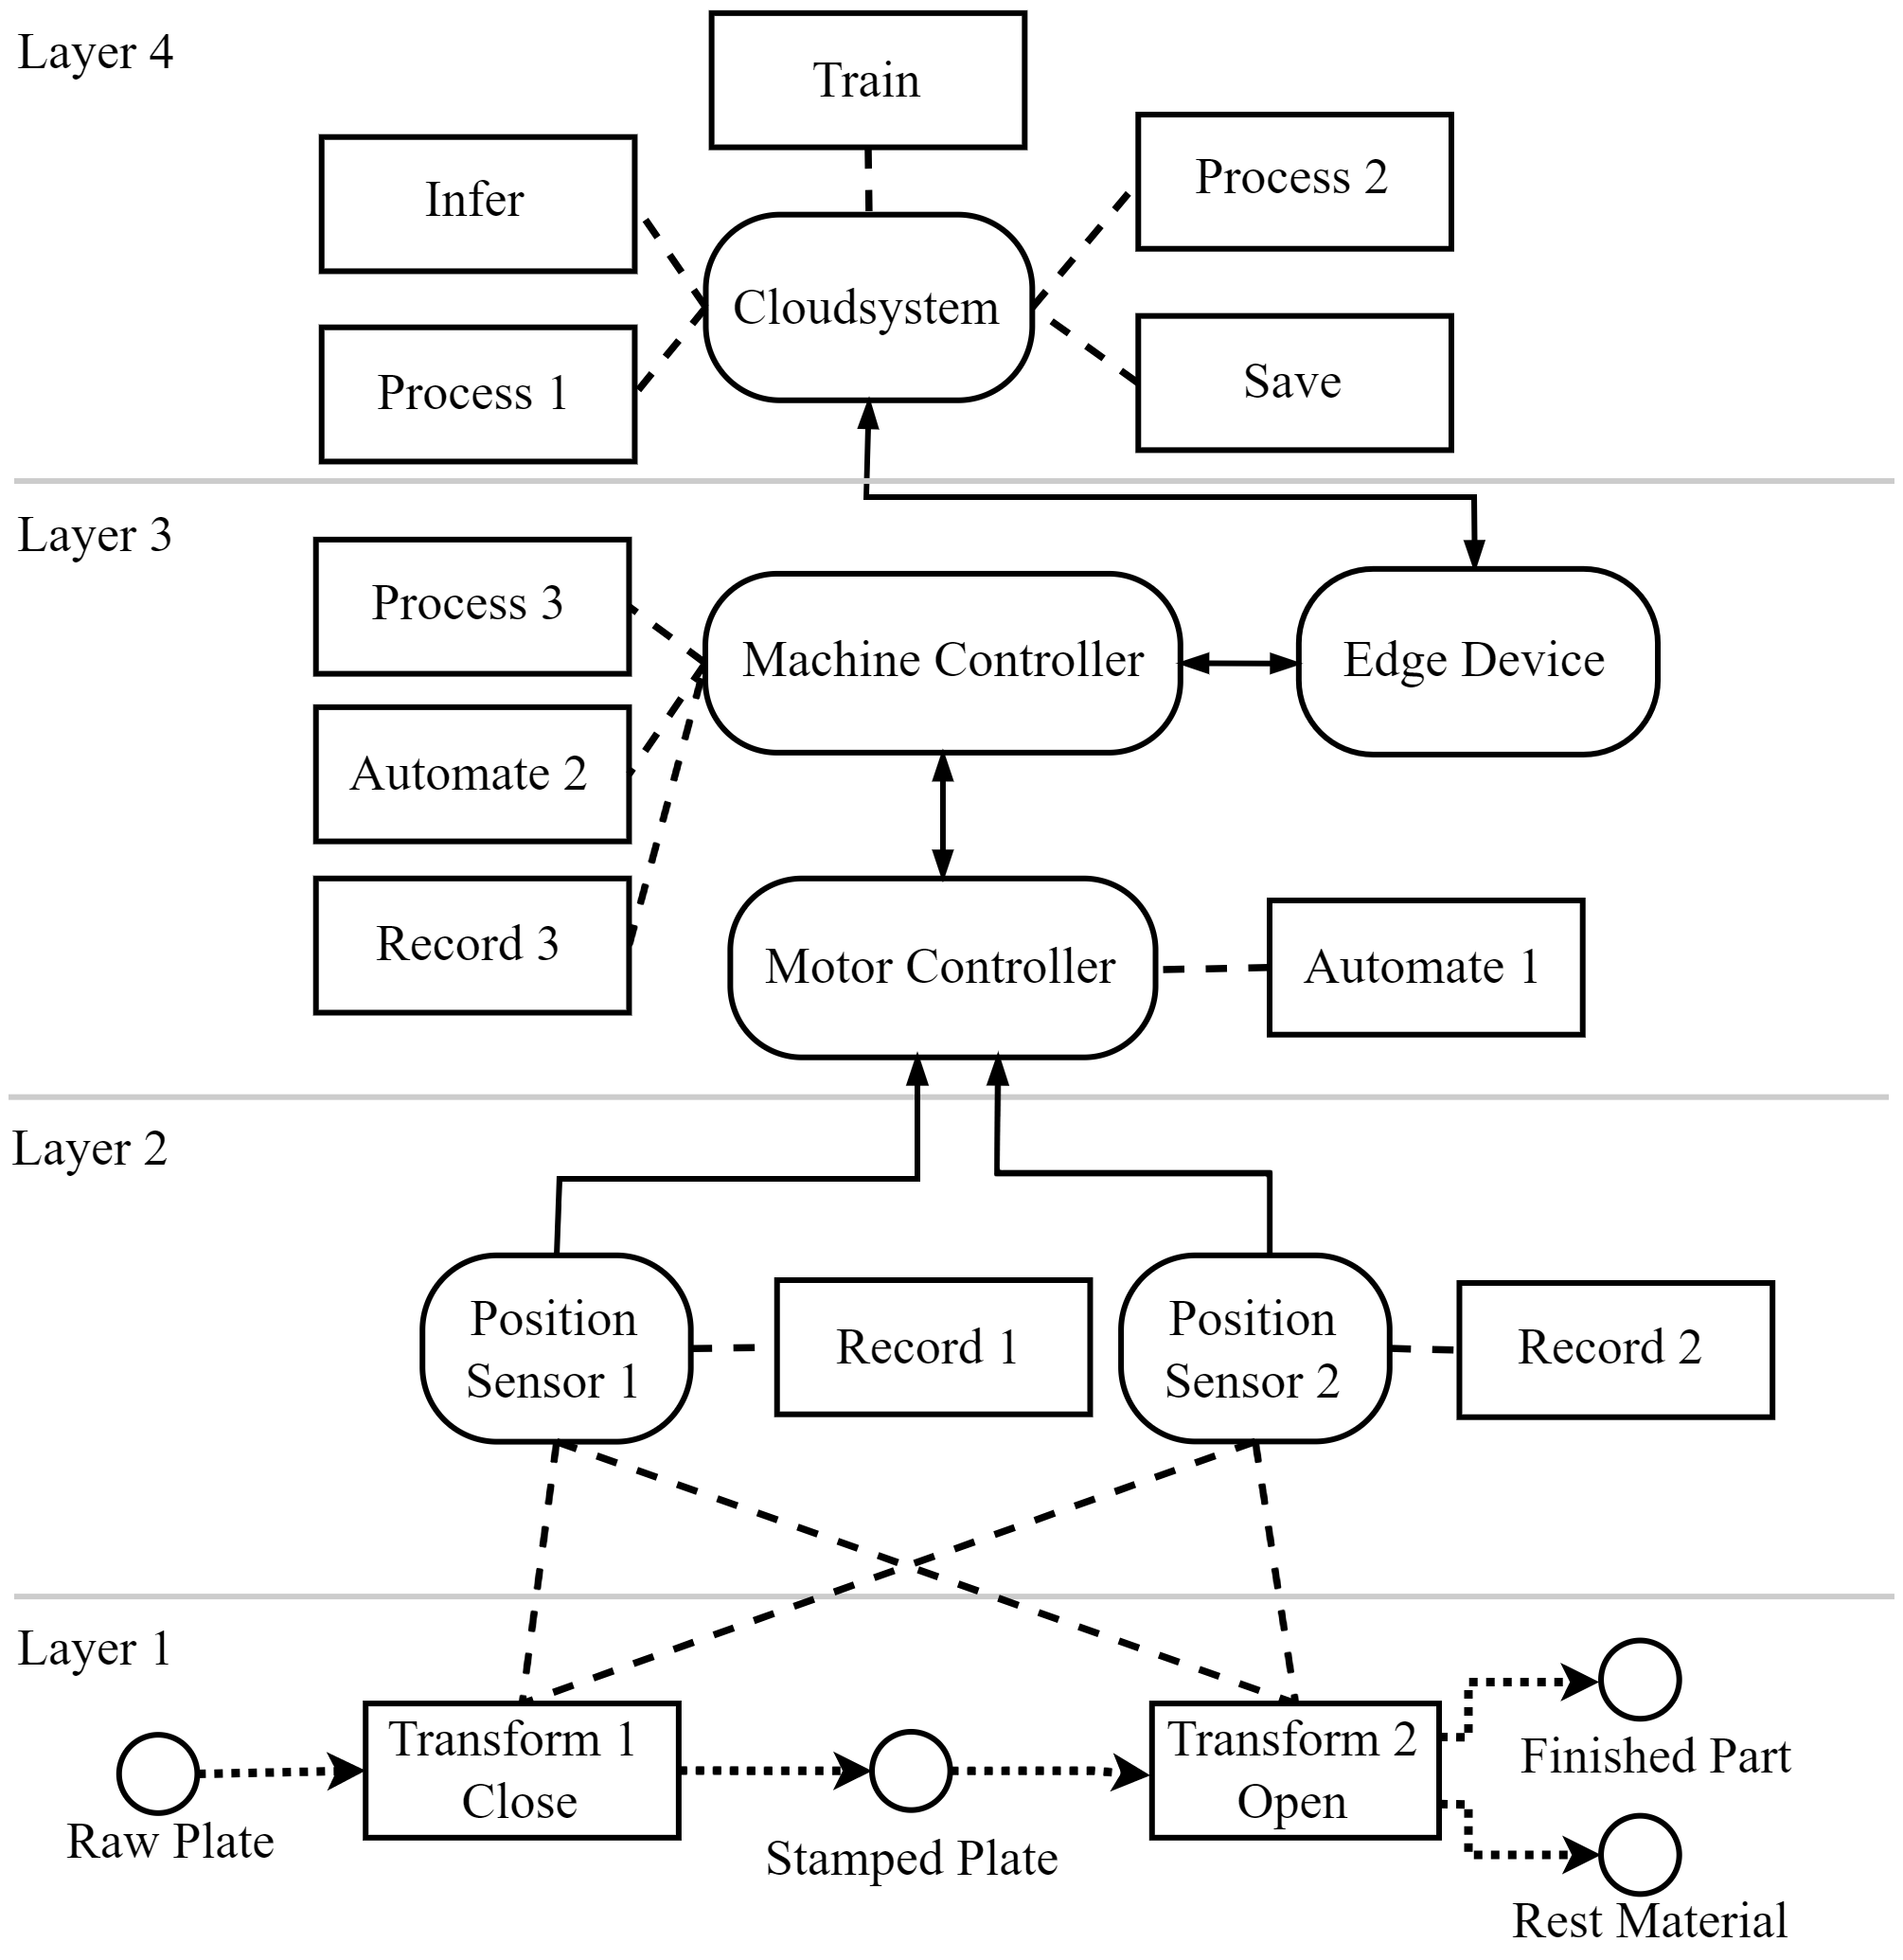 Layer 4
Train
Process 2
Infer
Cloudsystem
Process 1
Save
Layer 3
Process 3
Machine Controller
Edge Device
Automate 2
Record 3
Motor Controller
Automate 1
Layer 2
Position
Sensor 1
Record 1
Position
Sensor 2
Record 2
Layer 1
Raw Plate
Transform 1
Close
Stamped Plate
Transform 2
Open
Finished Part
Rest Material